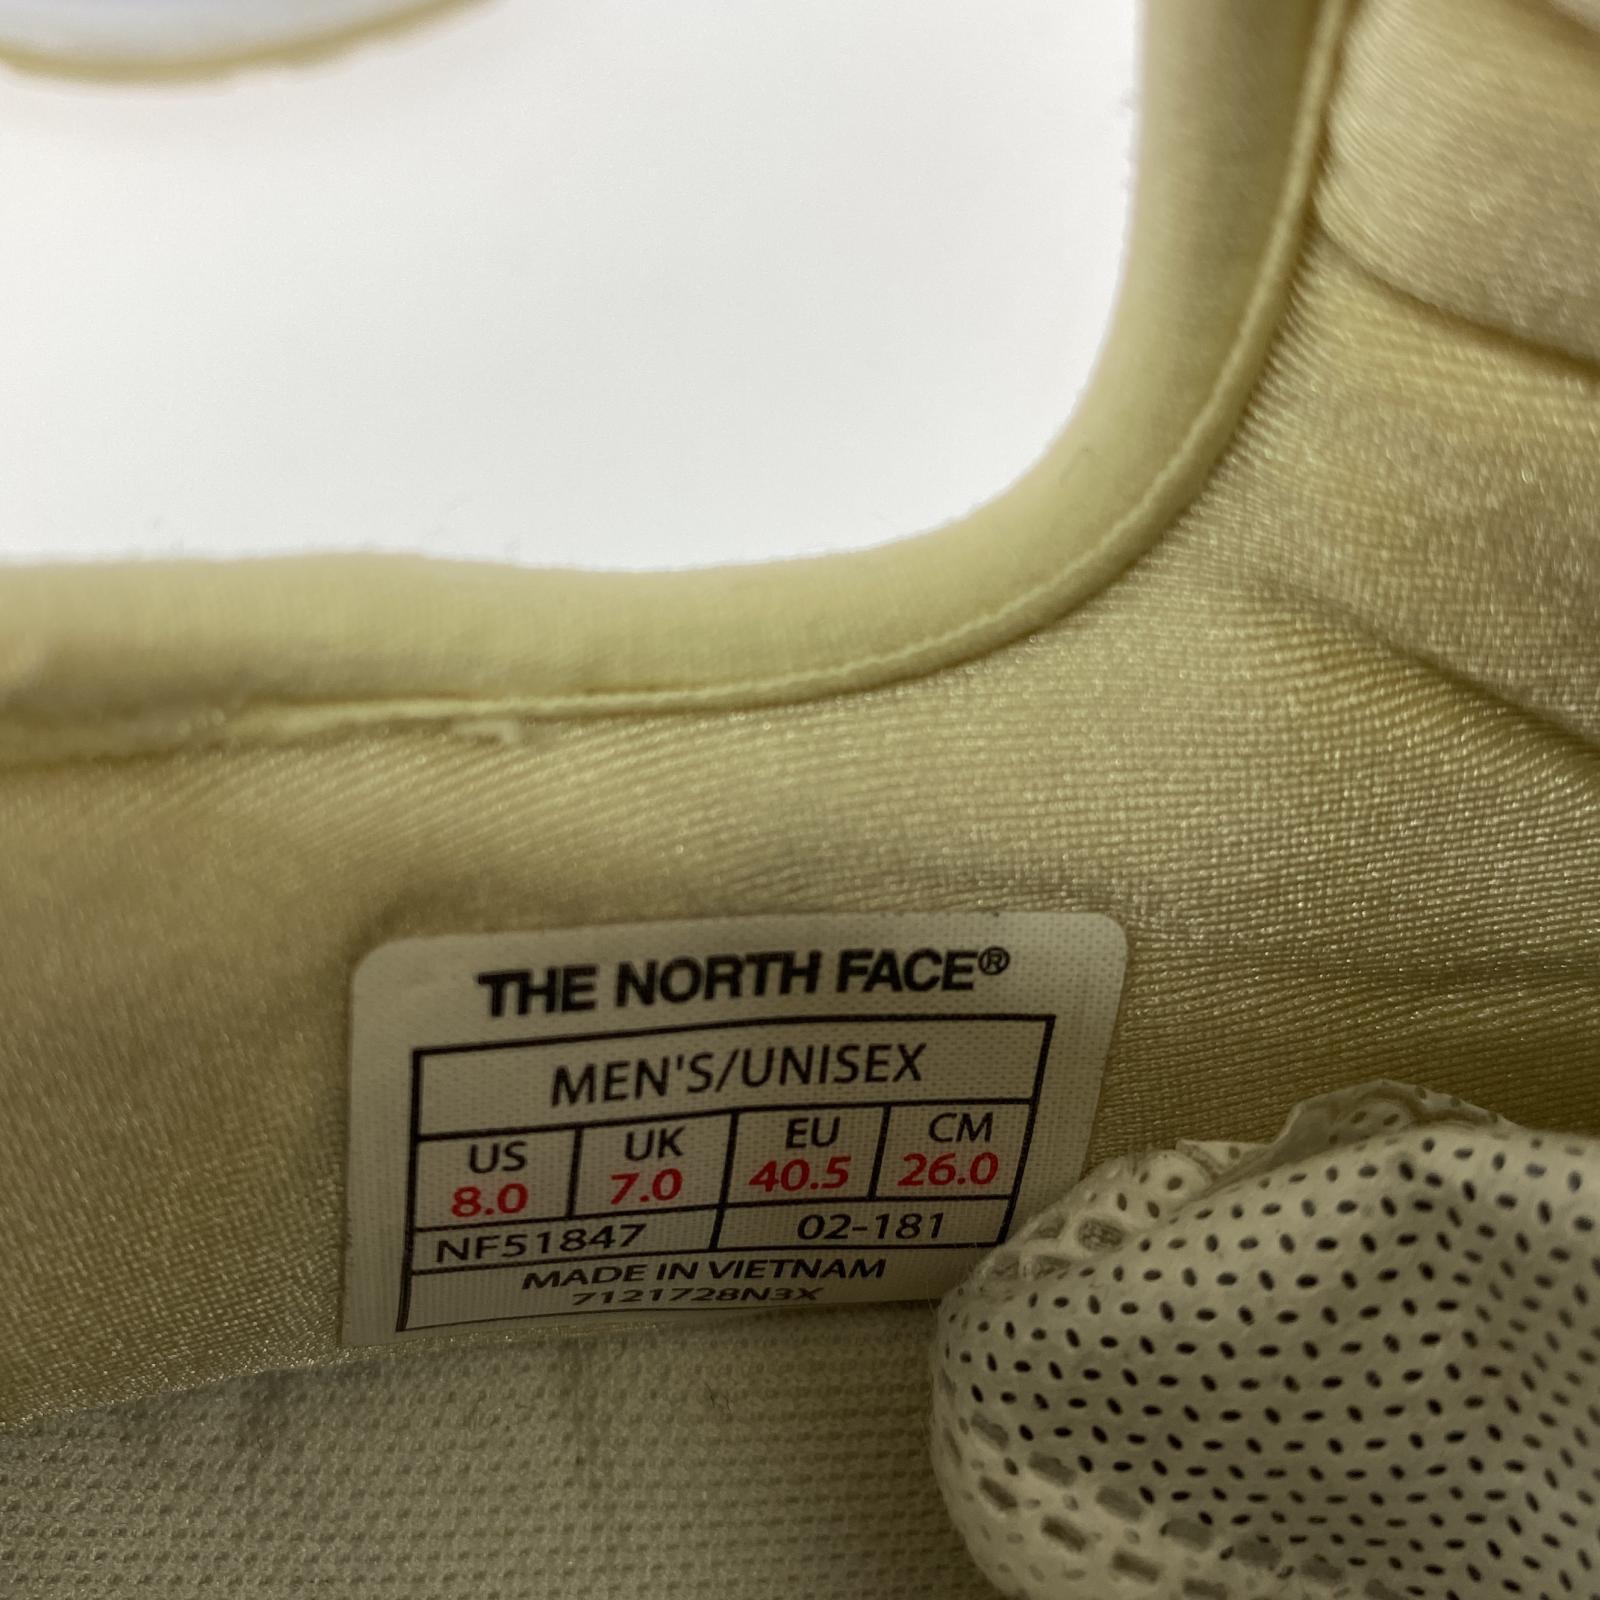 THE NORTH FACE®
MEN'S/UNISEX
US UK EU CM
8.0 7.0 40.5 26.0
NF51847 02-181
MADE IN VIETNAM
7121728N3X